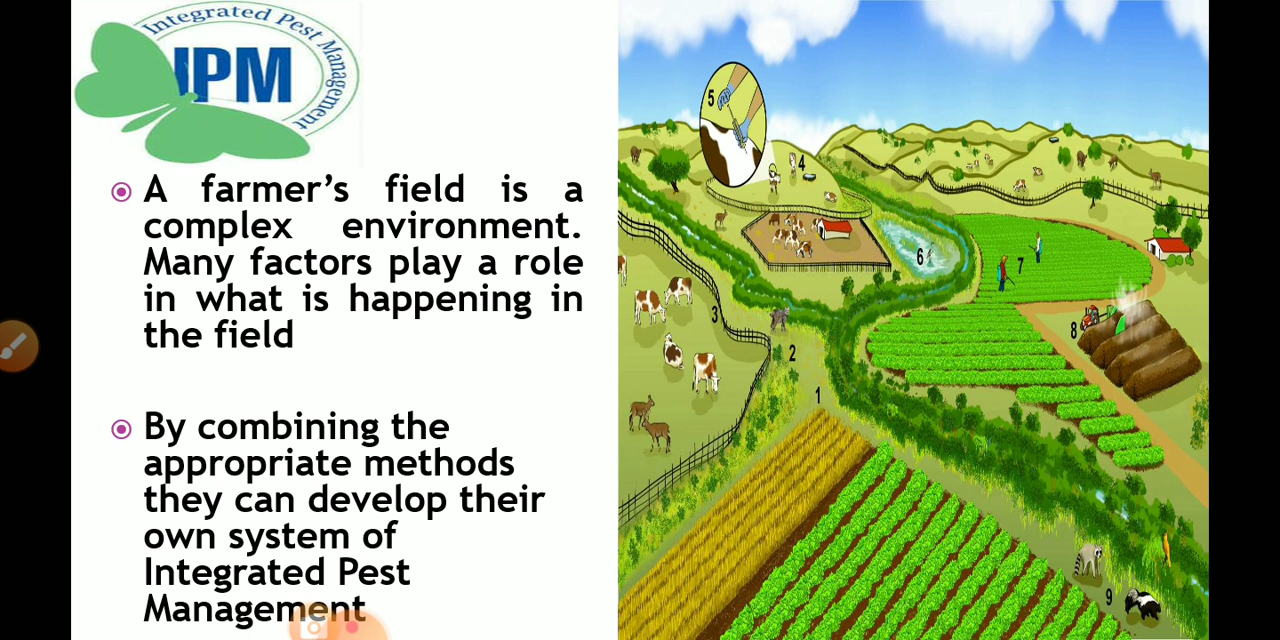 Integrated Pest Management
IPM
A farmer's field is a
complex environment.
Many factors play a role
in what is happening in
the field
By combining the
appropriate methods
they can develop their
own system of
Integrated Pest
Management
5
4
6
7
3
8
2
1
9